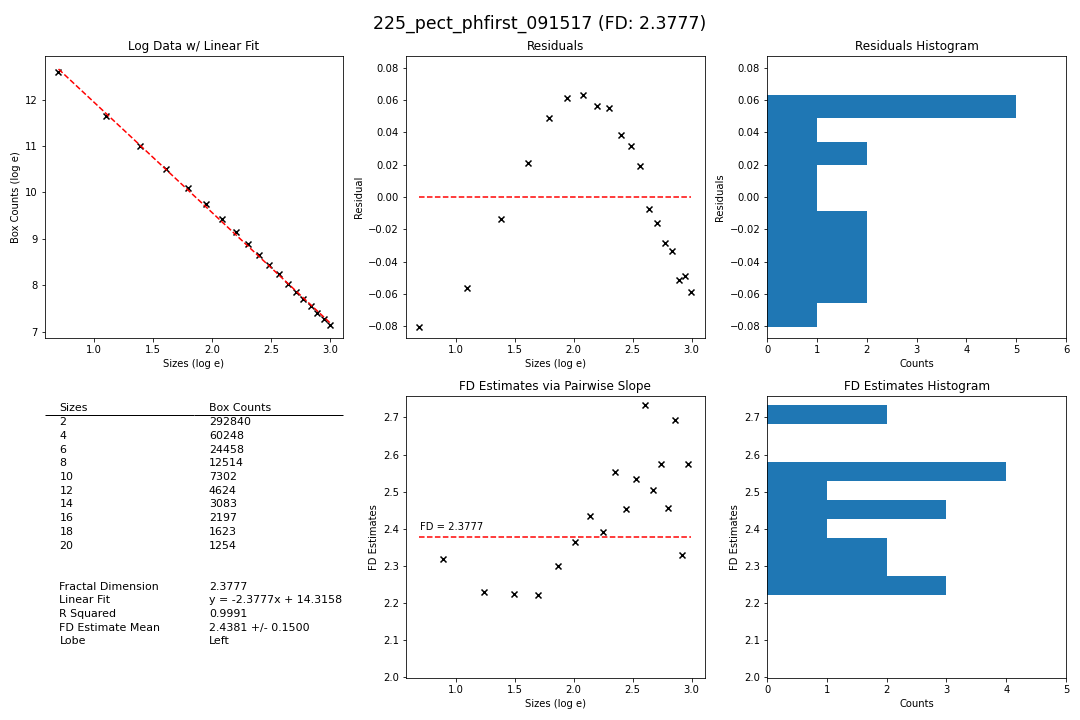 225_pect_phfirst_091517 (FD: 2.3777)
Log Data w/ Linear Fit
Box Counts (log e)
12
11
10
9
8
7
1.0 1.5 2.0 2.5 3.0
Sizes (log e)
Residuals
Residual
0.08
0.06
0.04
0.02
0.00
−0.02
−0.04
−0.06
−0.08
1.0 1.5 2.0 2.5 3.0
Sizes (log e)
Residuals Histogram
Residuals
0.08
0.06
0.04
0.02
0.00
−0.02
−0.04
−0.06
−0.08
0 1 2 3 4 5 6
Counts
Sizes Box Counts
2 292840
4 60248
6 24458
8 12514
10 7302
12 4624
14 3083
16 2197
18 1623
20 1254
Fractal Dimension 2.3777
Linear Fit y = -2.3777x + 14.3158
R Squared 0.9991
FD Estimate Mean 2.4381 +/- 0.1500
Lobe Left
FD Estimates via Pairwise Slope
FD Estimates
2.7
2.6
2.5
2.4
2.3
2.2
2.1
2.0
FD = 2.3777
1.0 1.5 2.0 2.5 3.0
Sizes (log e)
FD Estimates Histogram
FD Estimates
2.7
2.6
2.5
2.4
2.3
2.2
2.1
2.0
0 1 2 3 4 5
Counts